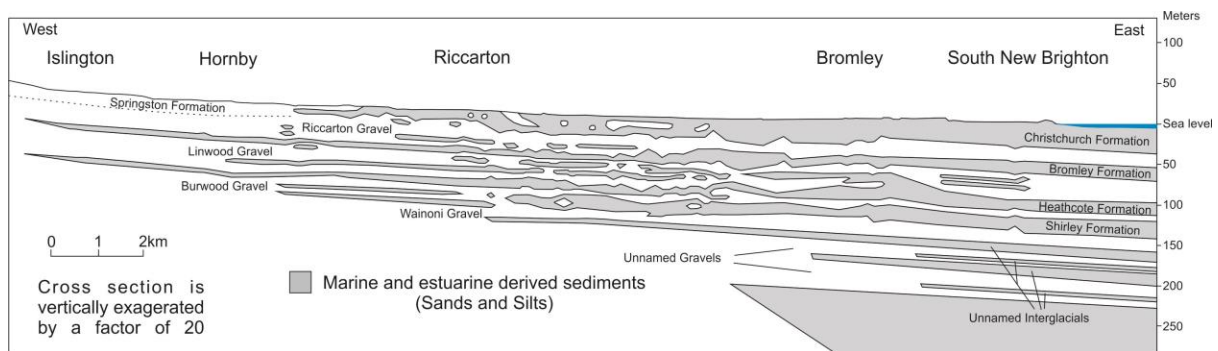 West
East
Meters
Islington
Hornby
Riccarton
Bromley
South New Brighton
100
50
Springston Formation
Sea level
Riccarton Gravel
Christchurch Formation
Linwood Gravel
50
Bromley Formation
Burwood Gravel
100
Heathcote Formation
Wainoni Gravel
Shirley Formation
0 1 2km
150
Unnamed Gravels
Cross section is
vertically exagerated
by a factor of 20
Marine and estuarine derived sediments
(Sands and Silts)
200
Unnamed Interglacials
250